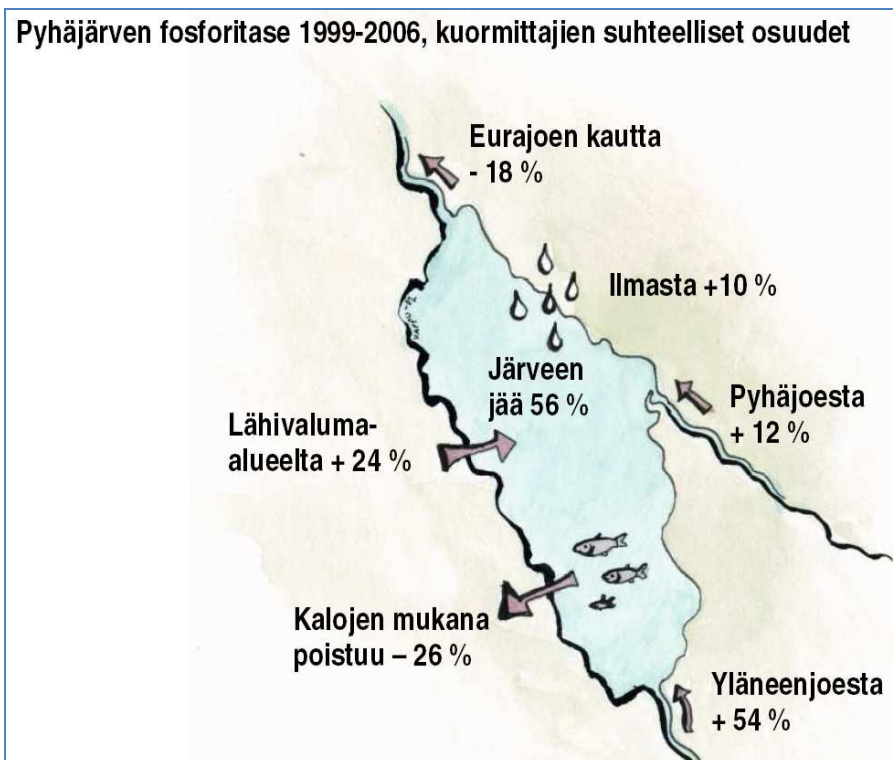 Pyhäjärven fosforitase 1999-2006, kuormittajien suhteelliset osuudet
Eurajoen kautta
- 18 %
Ilmasta +10 %
Järveen
jää 56 %
Pyhäjoesta
+ 12 %
Lähivaluma-
alueelta + 24 %
Kalojen mukana
poistuu – 26 %
Yläneenjoesta
+ 54 %